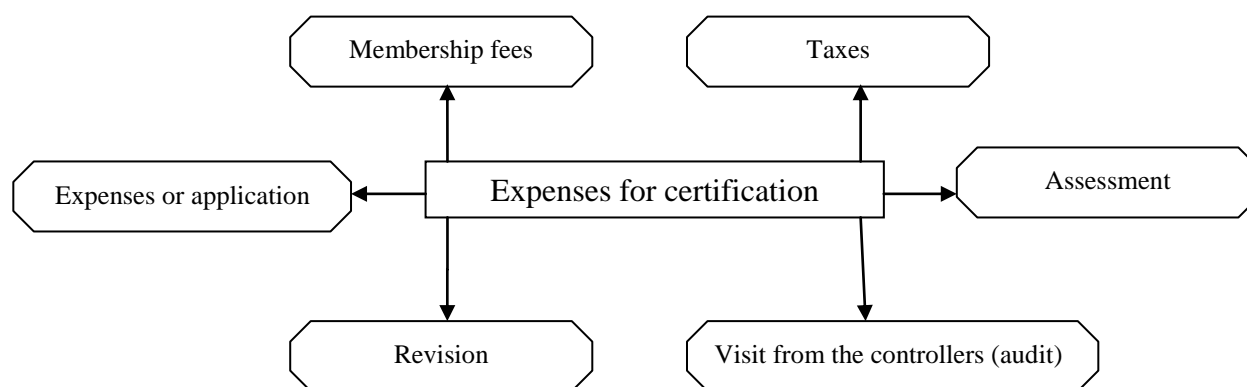 Membership fees
Taxes
Expenses or application
Expenses for certification
Assessment
Revision
Visit from the controllers (audit)